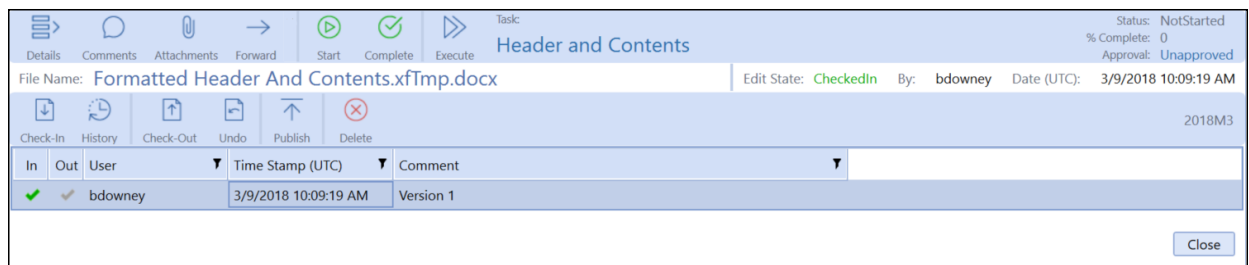 Task:
Header and Contents
Status: NotStarted
% Complete: 0
Approval: Unapproved
Details Comments Attachments Forward Start Complete Execute
File Name: Formatted Header And Contents.xfTmp.docx Edit State: CheckedIn By: bdowney Date (UTC): 3/9/2018 10:09:19 AM
Check-In History Check-Out Undo Publish Delete 2018M3
In Out User Time Stamp (UTC) Comment
bdowney 3/9/2018 10:09:19 AM Version 1
Close